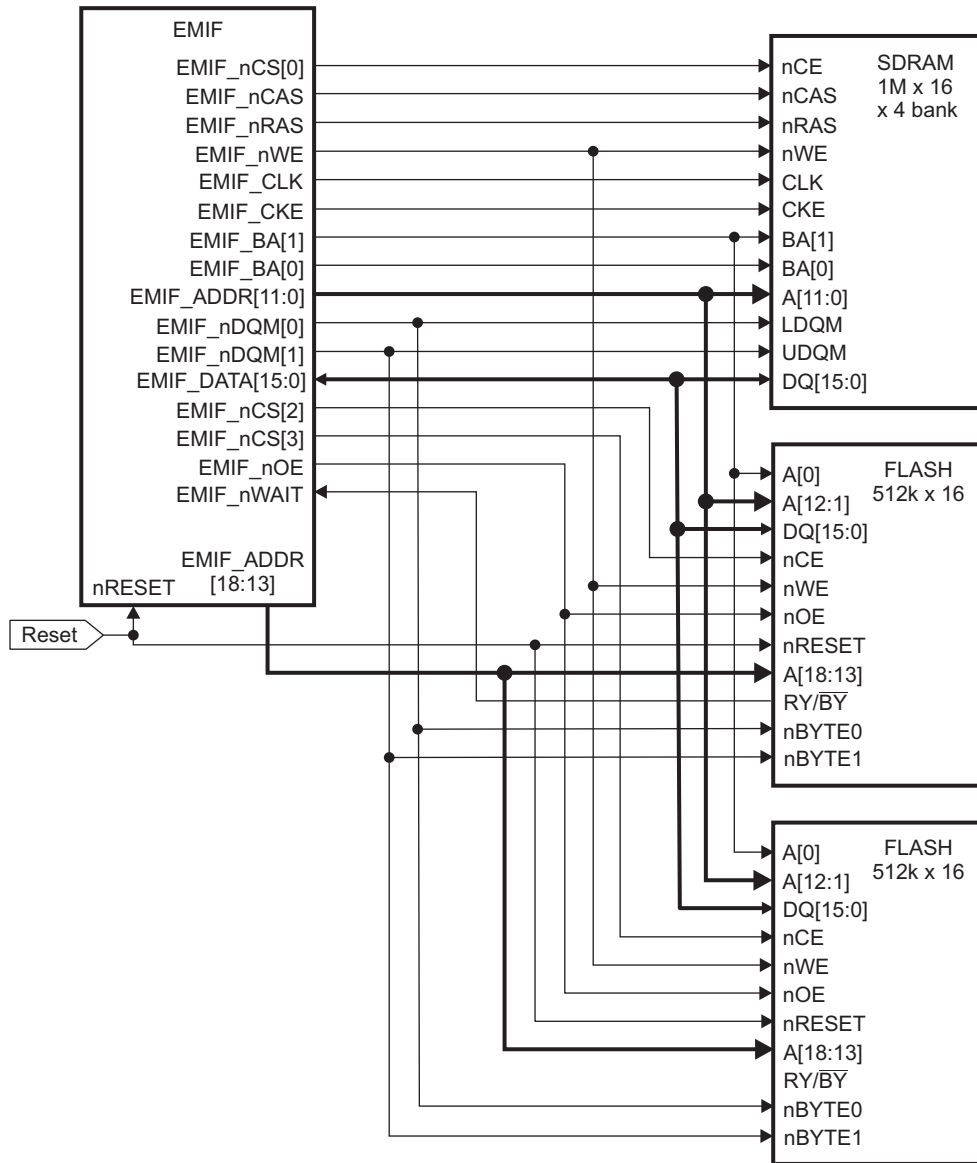 EMIF
EMIF_nCS[0]
EMIF_nCAS
EMIF_nRAS
EMIF_nWE
EMIF_CLK
EMIF_CKE
EMIF_BA[1]
EMIF_BA[0]
EMIF_ADDR[11:0]
EMIF_nDQM[0]
EMIF_nDQM[1]
EMIF_DATA[15:0]
EMIF_nCS[2]
EMIF_nCS[3]
EMIF_nOE
EMIF_nWAIT
EMIF_ADDR
[18:13]
nRESET
Reset
SDRAM
1M x 16
x 4 bank
nCE
nCAS
nRAS
nWE
CLK
CKE
BA[1]
BA[0]
A[11:0]
LDQM
UDQM
DQ[15:0]
FLASH
512k x 16
A[0]
A[12:1]
DQ[15:0]
nCE
nWE
nOE
nRESET
A[18:13]
RY/B̅Y̅
nBYTE0
nBYTE1
FLASH
512k x 16
A[0]
A[12:1]
DQ[15:0]
nCE
nWE
nOE
nRESET
A[18:13]
RY/B̅Y̅
nBYTE0
nBYTE1